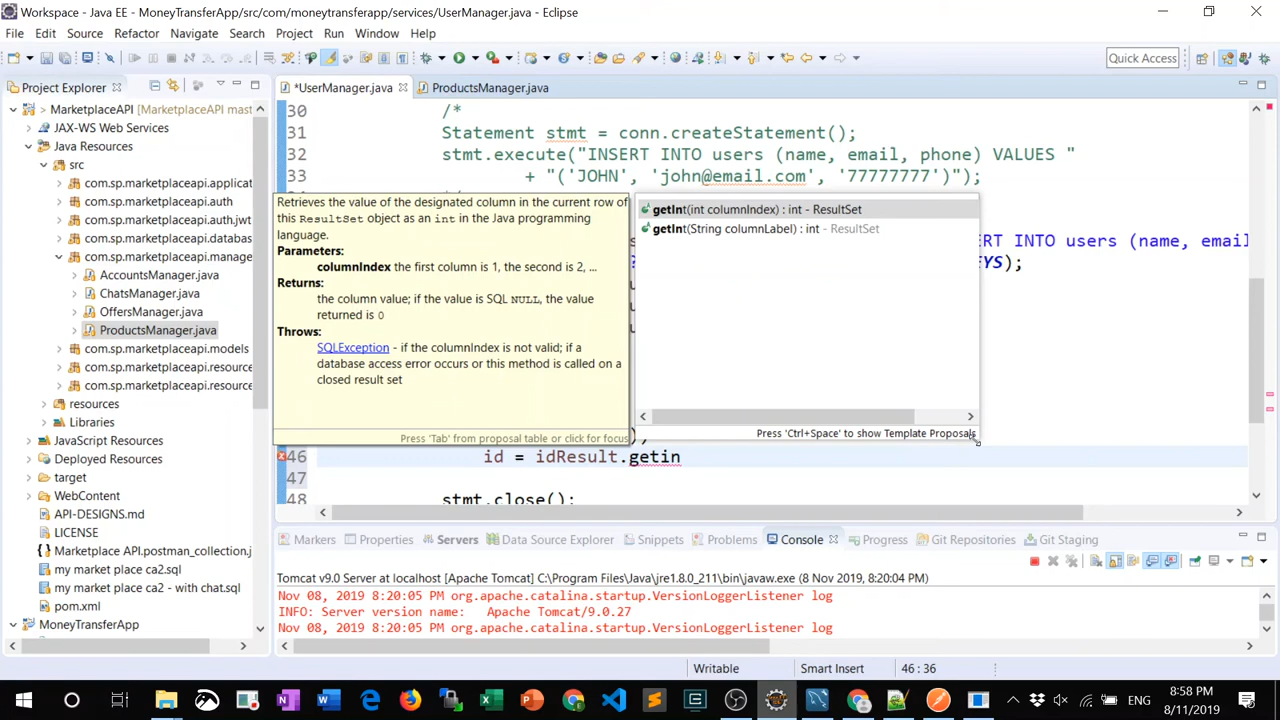 Workspace - Java EE - MoneyTransferApp/src/com/moneytransferapp/services/UserManager.java - Eclipse
File Edit Source Refactor Navigate Search Project Run Window Help
Quick Access
Project Explorer
MarketplaceAPI [MarketplaceAPI mast
JAX-WS Web Services
Java Resources
src
com.sp.marketplaceapi.applicat
com.sp.marketplaceapi.auth
com.sp.marketplaceapi.auth.jwt
com.sp.marketplaceapi.databas
com.sp.marketplaceapi.manage
AccountsManager.java
ChatsManager.java
OffersManager.java
ProductsManager.java
com.sp.marketplaceapi.models
com.sp.marketplaceapi.resource
com.sp.marketplaceapi.resource
resources
Libraries
JavaScript Resources
Deployed Resources
target
WebContent
API-DESIGNS.md
LICENSE
Marketplace API.postman_collection.j
my market place ca2.sql
my market place ca2 - with chat.sql
pom.xml
MoneyTransferApp
*UserManager.java ProductsManager.java
30 /*
31 Statement stmt = conn.createStatement();
32 stmt.execute("INSERT INTO users (name, email, phone) VALUES "
33 + "('JOHN', 'john@email.com', '77777777')");
Retrieves the value of the designated column in the current row of
this ResultSet object as an int in the Java programming
language.
Parameters:
columnIndex the first column is 1, the second is 2, ...
Returns:
the column value; if the value is SQL NULL, the value
returned is 0
Throws:
SQLException - if the columnIndex is not valid; if a
database access error occurs or this method is called on a
closed result set
Press 'Tab' from proposal table or click for focus
getInt(int columnIndex) : int - ResultSet
getInt(String columnLabel) : int - ResultSet
Press 'Ctrl+Space' to show Template Proposals
ERT INTO users (name, email
EYS);
46 id = idResult.getin
47
48 stmt.close();
Markers Properties Servers Data Source Explorer Snippets Problems Console Progress Git Repositories Git Staging
Tomcat v9.0 Server at localhost [Apache Tomcat] C:\Program Files\Java\jre1.8.0_211\bin\javaw.exe (8 Nov 2019, 8:20:04 PM)
Nov 08, 2019 8:20:05 PM org.apache.catalina.startup.VersionLoggerListener log
INFO: Server version name: Apache Tomcat/9.0.27
Nov 08, 2019 8:20:05 PM org.apache.catalina.startup.VersionLoggerListener log
Writable Smart Insert 46 : 36
ENG
8:58 PM
8/11/2019